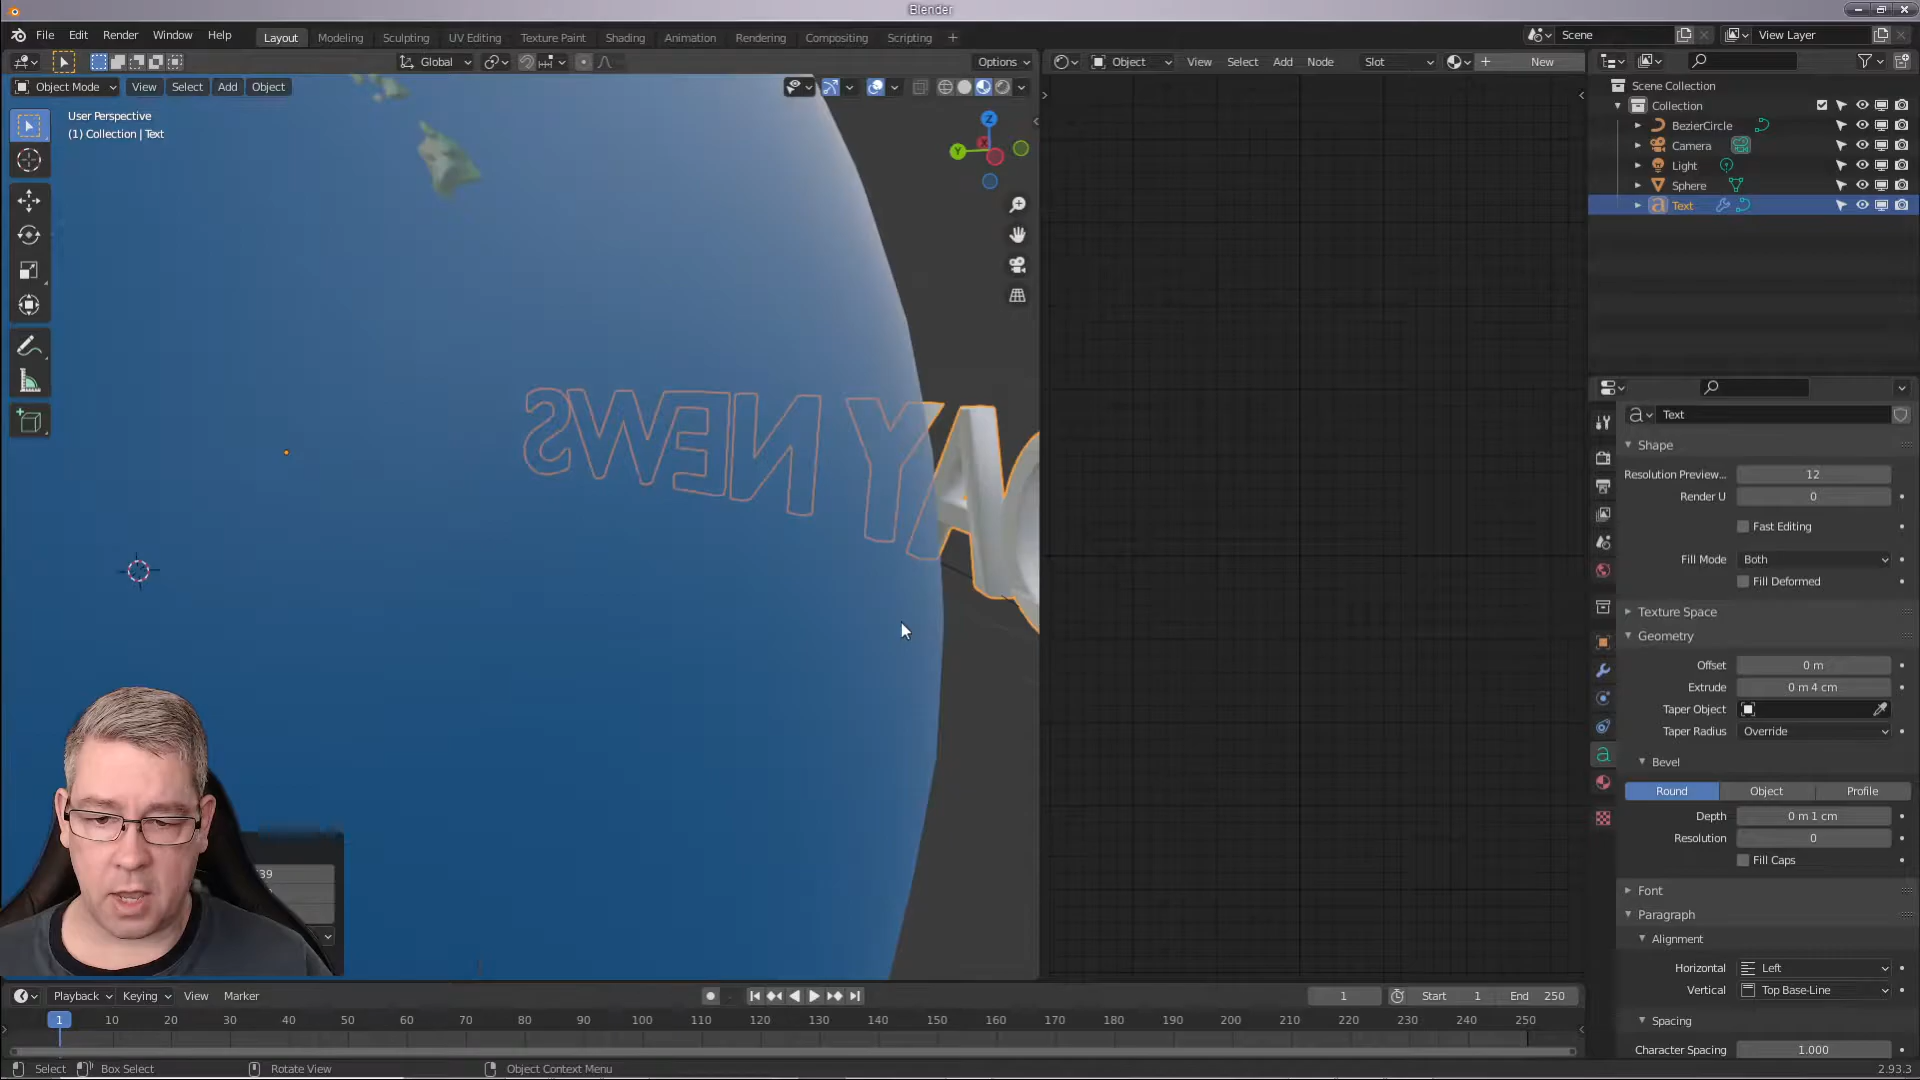 Blender
File Edit Render Window Help
Layout Modeling Sculpting UV Editing Texture Paint Shading Animation Rendering Compositing Scripting
Scene
View Layer
Global
Options
Object View Select Add Node Slot New
Object Mode View Select Add Object
User Perspective
(1) Collection | Text
Z
Y
X
AY NEWS
Scene Collection
Collection
BezierCircle
Camera
Light
Sphere
Text
Text
Shape
Resolution Preview... 12
Render U 0
Fast Editing
Fill Mode Both
Fill Deformed
Texture Space
Geometry
Offset 0 m
Extrude 0 m 4 cm
Taper Object
Taper Radius Override
Bevel
Round Object Profile
Depth 0 m 1 cm
Resolution 0
Fill Caps
Font
Paragraph
Alignment
Horizontal Left
Vertical Top Base-Line
Spacing
Character Spacing 1.000
39
Playback Keying View Marker
1 Start 1 End 250
1 10 20 30 40 50 60 70 80 90 100 110 120 130 140 150 160 170 180 190 200 210 220 230 240 250
Select Box Select Rotate View Object Context Menu
2.93.3